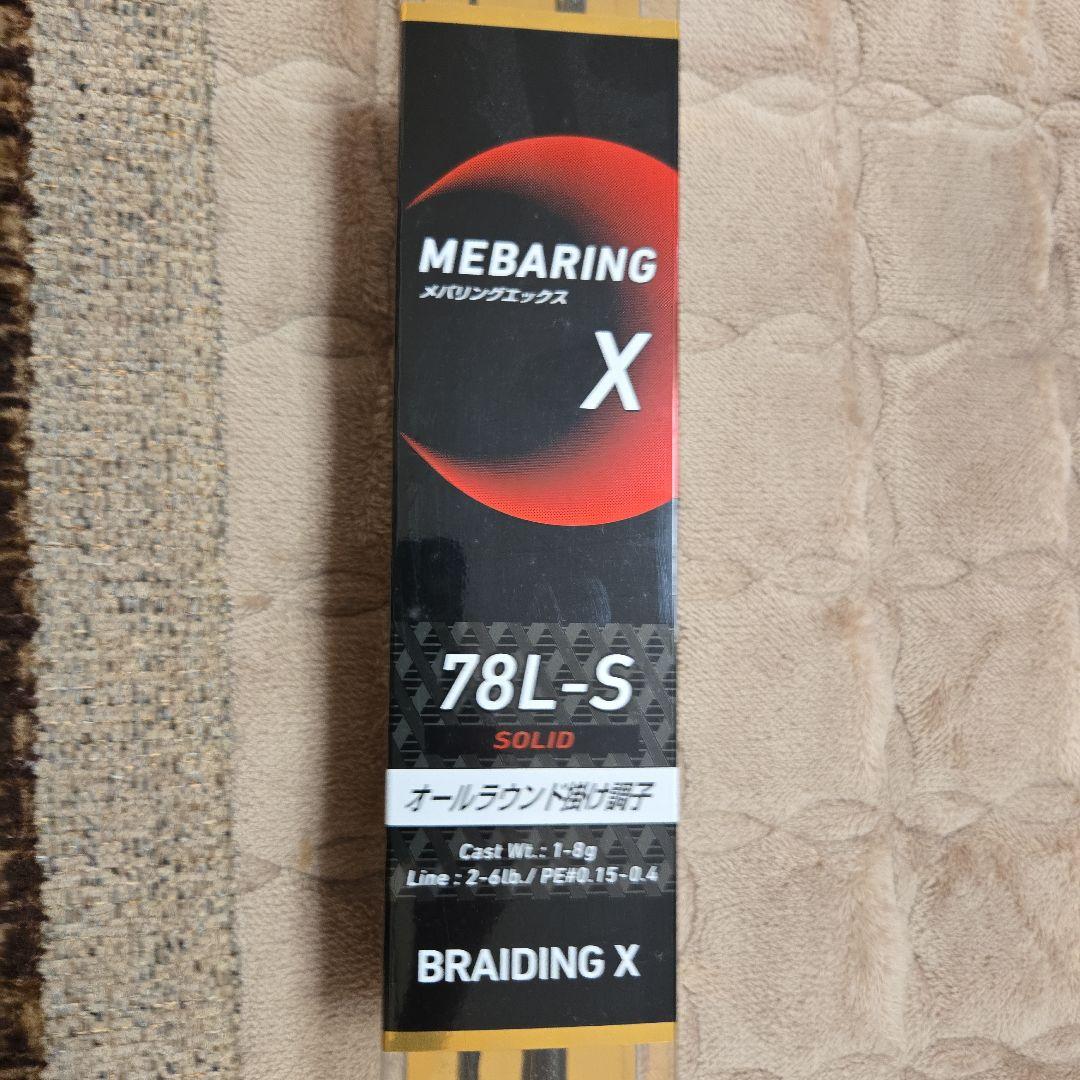 MEBARING
メバリングエックス
X
78L-S
SOLID
オールラウンド掛け調子
Cast Wt.: 1-8g
Line : 2-6lb./ PE#0.15-0.4
BRAIDING X